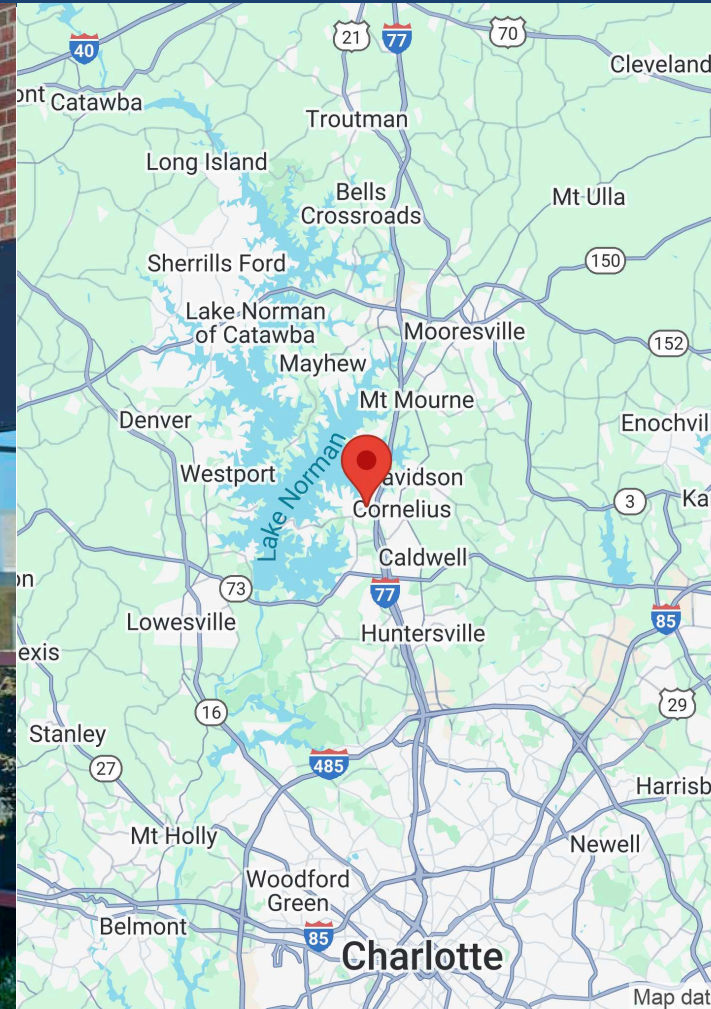 40
21
77
70
Cleveland
ont
Catawba
Troutman
Long Island
Bells
Crossroads
Mt Ulla
150
Sherrills Ford
Lake Norman
of Catawba
Mooresville
152
Mayhew
Mt Mourne
Denver
Enochvil
Lake Norman
Westport
avidson
3
Ka
Cornelius
Caldwell
on
73
77
Lowesville
Huntersville
85
exis
16
29
Stanley
27
485
Harrisb
Mt Holly
Newell
Woodford
Green
Belmont
85
Charlotte
Map dat